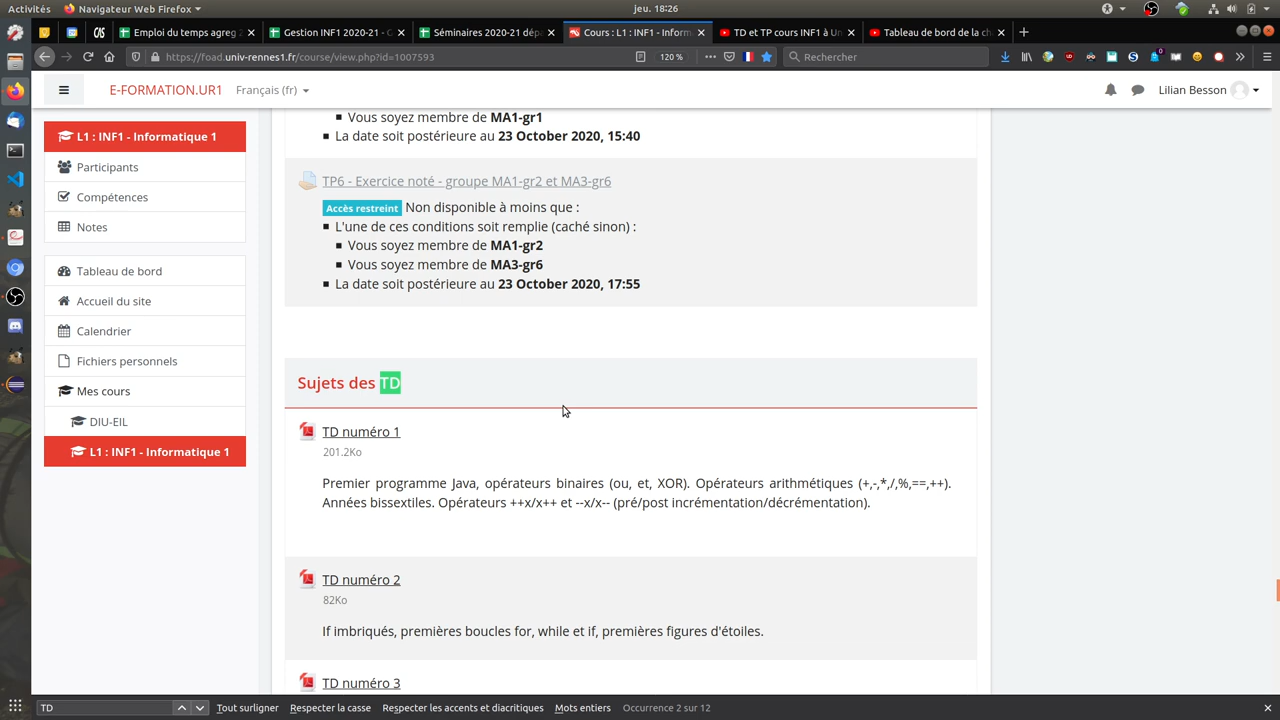 Activités
Navigateur Web Firefox
jeu. 18:26
Emploi du temps agreg 2
Gestion INF1 2020-21 - G
Séminaires 2020-21 dépa
Cours : L1 : INF1 - Inform
TD et TP cours INF1 à Un
Tableau de bord de la ch
https://foad.univ-rennes1.fr/course/view.php?id=1007593
120 %
Rechercher
E-FORMATION.UR1
Français (fr)
Lilian Besson
L1 : INF1 - Informatique 1
Participants
Compétences
Notes
Tableau de bord
Accueil du site
Calendrier
Fichiers personnels
Mes cours
DIU-EIL
L1 : INF1 - Informatique 1
Vous soyez membre de MA1-gr1
La date soit postérieure au 23 October 2020, 15:40
TP6 - Exercice noté - groupe MA1-gr2 et MA3-gr6
Accès restreint Non disponible à moins que :
L'une de ces conditions soit remplie (caché sinon) :
Vous soyez membre de MA1-gr2
Vous soyez membre de MA3-gr6
La date soit postérieure au 23 October 2020, 17:55
Sujets des TD
TD numéro 1
201.2Ko
Premier programme Java, opérateurs binaires (ou, et, XOR). Opérateurs arithmétiques (+,-,*,/,%,==,++).
Années bissextiles. Opérateurs ++x/x++ et --x/x-- (pré/post incrémentation/décrémentation).
TD numéro 2
82Ko
If imbriqués, premières boucles for, while et if, premières figures d'étoiles.
TD numéro 3
TD
Tout surligner
Respecter la casse
Respecter les accents et diacritiques
Mots entiers
Occurrence 2 sur 12